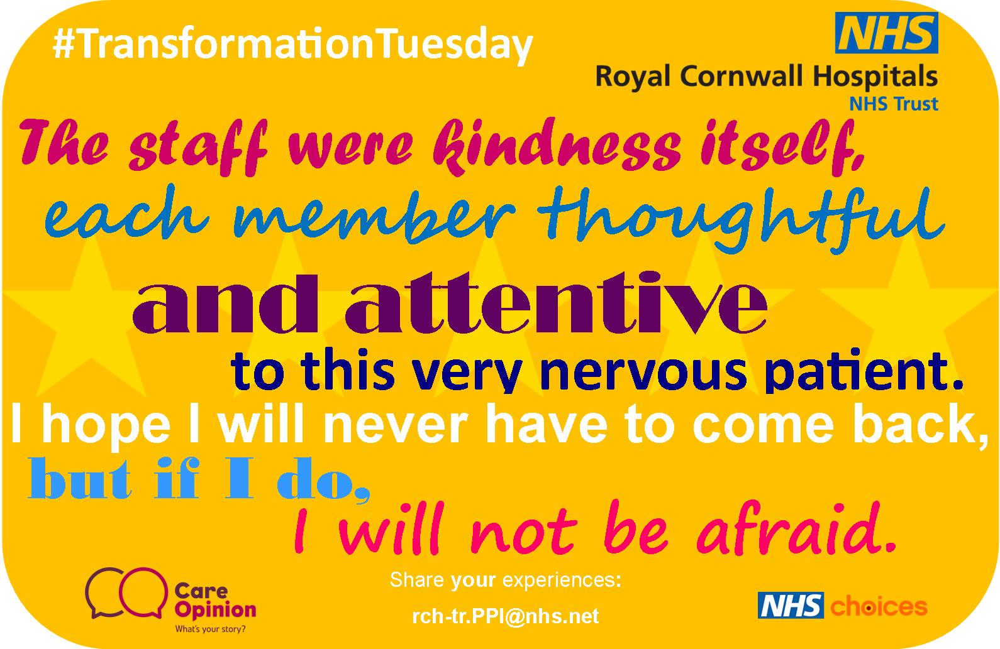 #TransformationTuesday
NHS
Royal Cornwall Hospitals
NHS Trust
The staff were kindness itself,
each member thoughtful
and attentive
to this very nervous patient.
I hope I will never have to come back,
but if I do,
I will not be afraid.
Share your experiences:
rch-tr.PPI@nhs.net
Care
Opinion
What's your story?
NHS choices